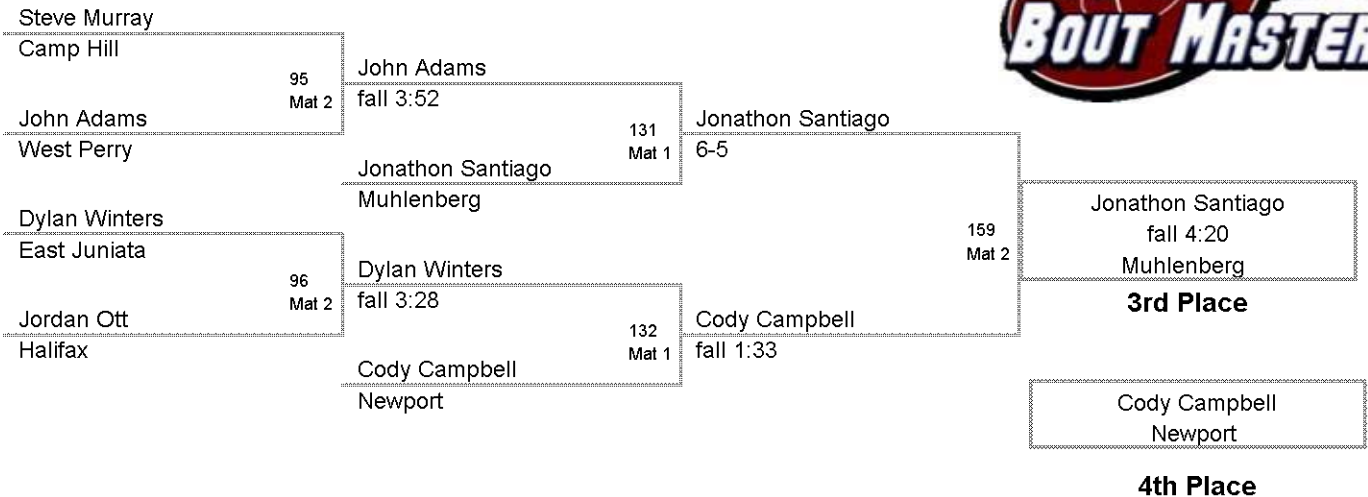 BOUT MASTER
Steve Murray
Camp Hill
95
Mat 2
John Adams
West Perry
John Adams
fall 3:52
131
Mat 1
Jonathon Santiago
Muhlenberg
Jonathon Santiago
6-5
Dylan Winters
East Juniata
96
Mat 2
Jordan Ott
Halifax
Dylan Winters
fall 3:28
132
Mat 1
Cody Campbell
Newport
Cody Campbell
fall 1:33
159
Mat 2
Jonathon Santiago
fall 4:20
Muhlenberg
3rd Place
Cody Campbell
Newport
4th Place